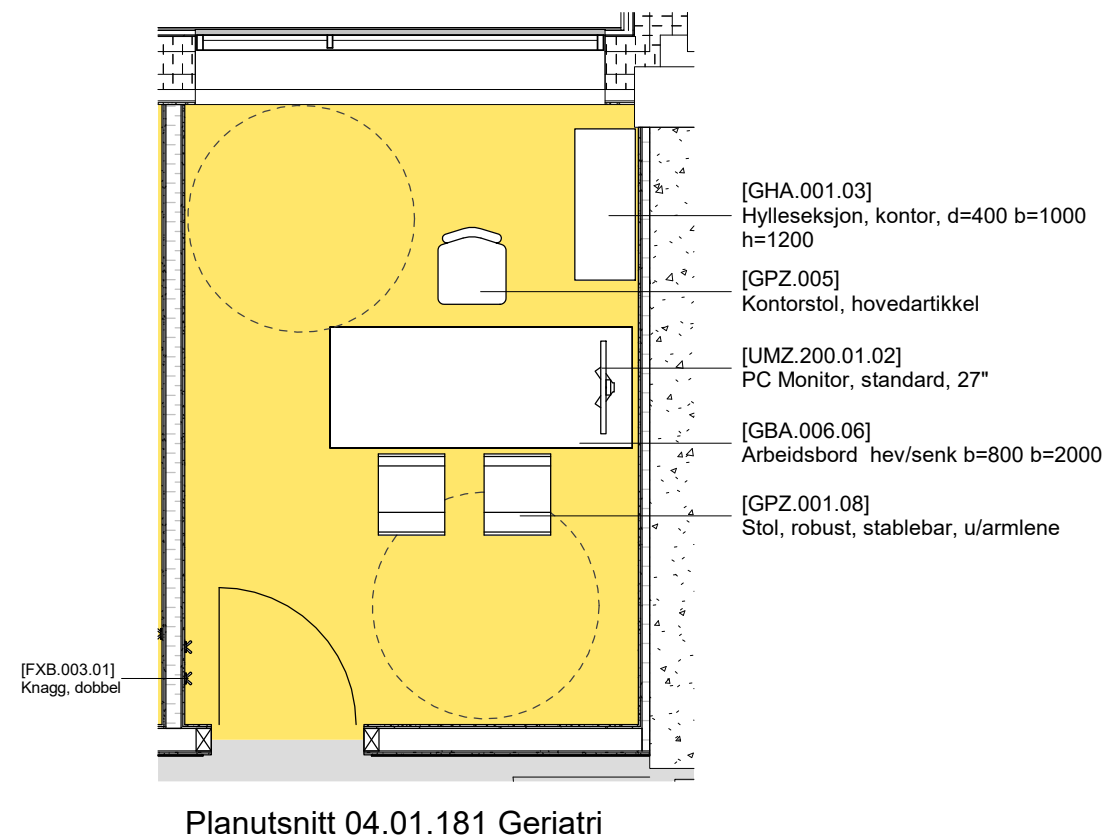 [GHA.001.03]
Hylleseksjon, kontor, d=400 b=1000
h=1200
[GPZ.005]
Kontorstol, hovedartikkel
[UMZ.200.01.02]
PC Monitor, standard, 27"
[GBA.006.06]
Arbeidsbord hev/senk b=800 b=2000
[GPZ.001.08]
Stol, robust, stablebar, u/armlene
[FXB.003.01]
Knagg, dobbel
Planutsnitt 04.01.181 Geriatri